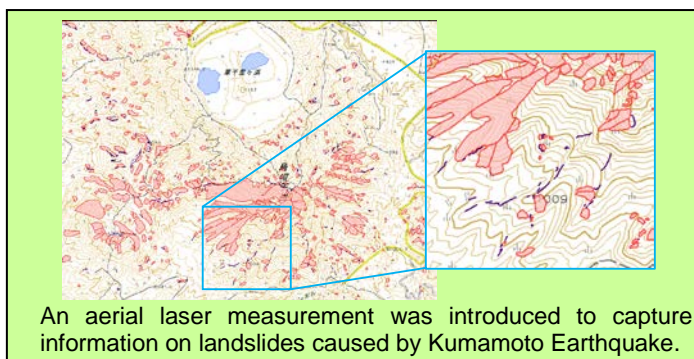 An aerial laser measurement was introduced to capture
information on landslides caused by Kumamoto Earthquake.